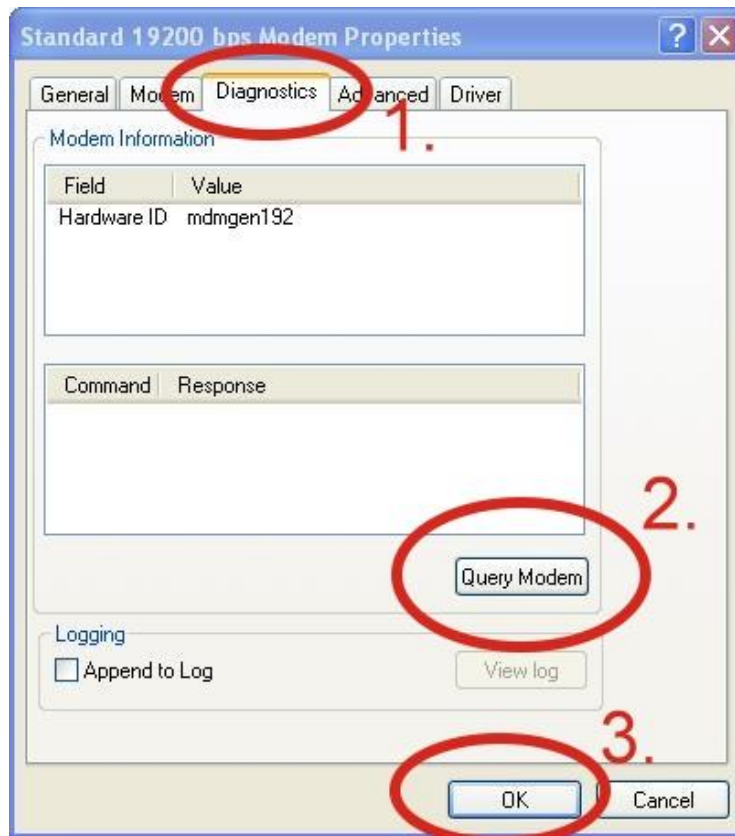 Standard 19200 bps Modem Properties
General Modem Diagnostics Advanced Driver
1.
Modem Information
Field Value
Hardware ID mdmgen192
Command Response
2.
Query Modem
Logging
Append to Log View log
3.
OK Cancel